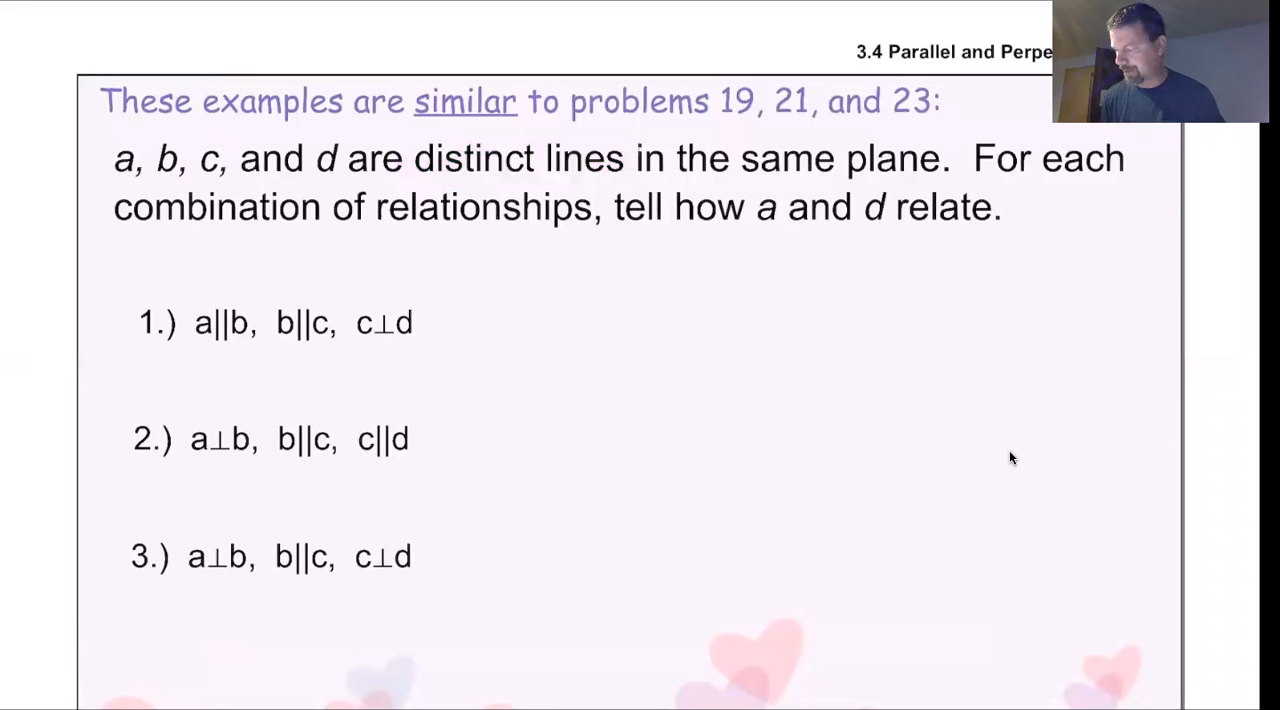 3.4 Parallel and
These examples are similar to problems 19, 21, and 23:
a, b, c, and d are distinct lines in the same plane. For each
combination of relationships, tell how a and d relate.
1.) a||b, b||c, c⊥d
2.) a⊥b, b||c, c||d
3.) a⊥b, b||c, c⊥d